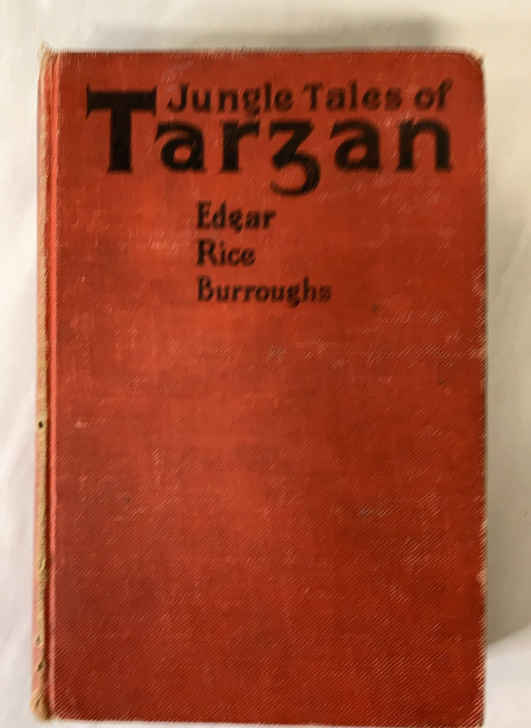 Jungle Tales of
Tarzan
Edgar
Rice
Burroughs